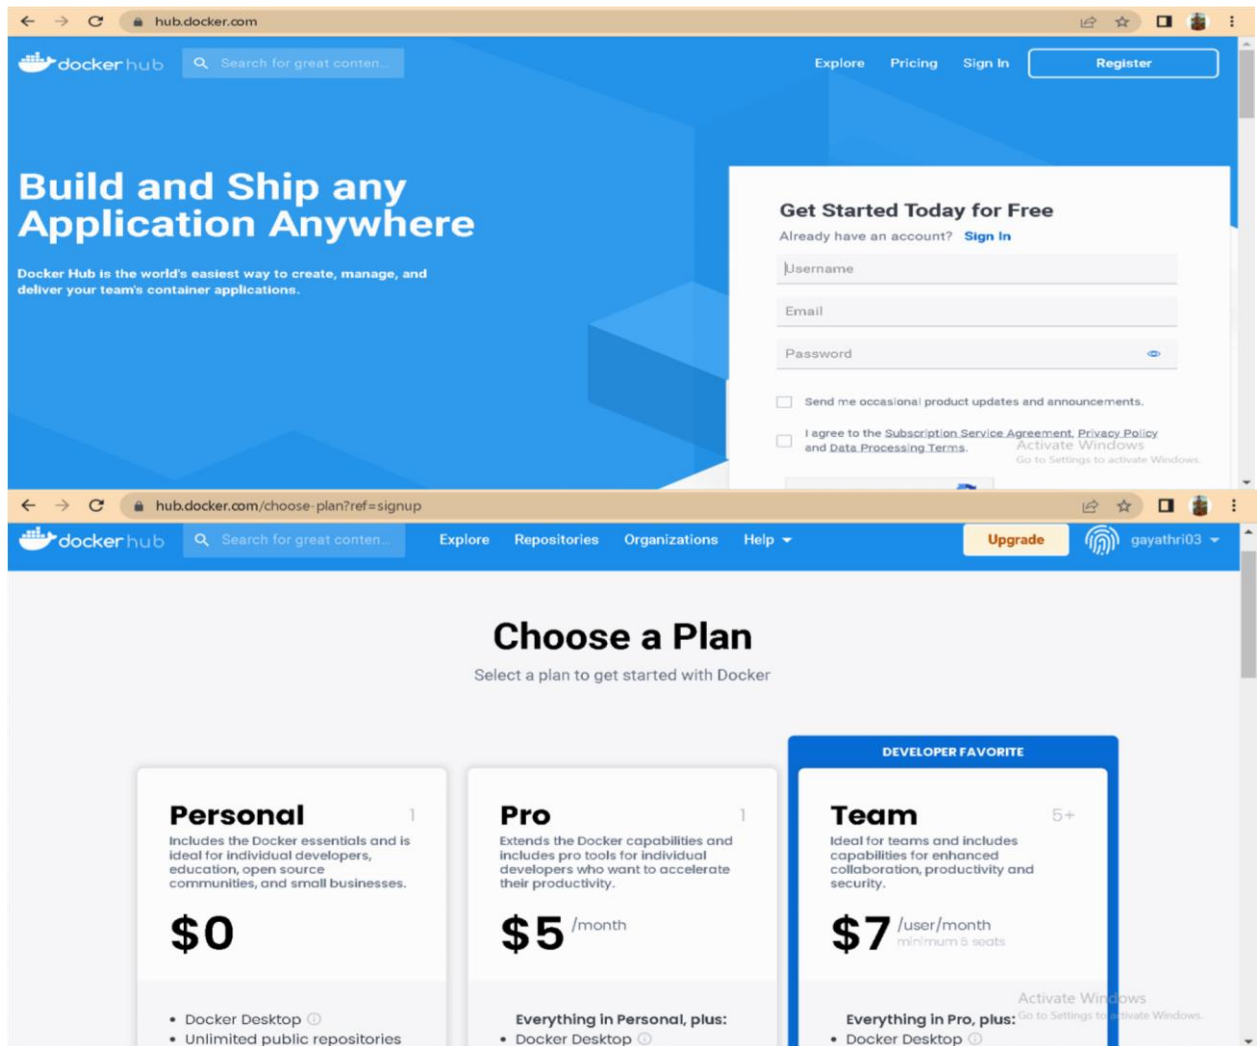 hub.docker.com
docker hub Search for great conten... Explore Pricing Sign In Register
Build and Ship any
Application Anywhere
Docker Hub is the world's easiest way to create, manage, and
deliver your team's container applications.
Get Started Today for Free
Already have an account? Sign In
Username
Email
Password
Send me occasional product updates and announcements.
I agree to the Subscription Service Agreement, Privacy Policy
and Data Processing Terms.
Activate Windows
Go to Settings to activate Windows.
hub.docker.com/choose-plan?ref=signup
docker hub Search for great conten... Explore Repositories Organizations Help Upgrade gayathri03
Choose a Plan
Select a plan to get started with Docker
Personal 1
Includes the Docker essentials and is
ideal for individual developers,
education, open source
communities, and small businesses.
$0
• Docker Desktop
• Unlimited public repositories
Pro 1
Extends the Docker capabilities and
includes pro tools for individual
developers who want to accelerate
their productivity.
$5 /month
Everything in Personal, plus:
• Docker Desktop
DEVELOPER FAVORITE
Team 5+
Ideal for teams and includes
capabilities for enhanced
collaboration, productivity and
security.
$7 /user/month
minimum 5 seats
Everything in Pro, plus:
• Docker Desktop
Activate Windows
Go to Settings to activate Windows.